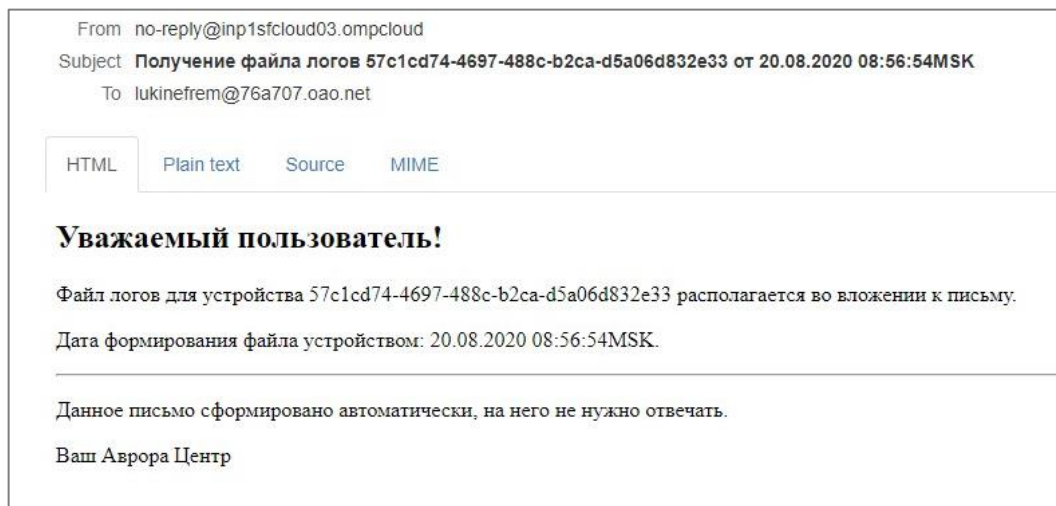 From no-reply@inp1sfcloud03.ompcloud
Subject Получение файла логов 57c1cd74-4697-488c-b2ca-d5a06d832e33 от 20.08.2020 08:56:54MSK
To lukinefrem@76a707.oao.net
HTML Plain text Source MIME
Уважаемый пользователь!
Файл логов для устройства 57c1cd74-4697-488c-b2ca-d5a06d832e33 располагается во вложении к письму.
Дата формирования файла устройством: 20.08.2020 08:56:54MSK.
Данное письмо сформировано автоматически, на него не нужно отвечать.
Ваш Аврора Центр